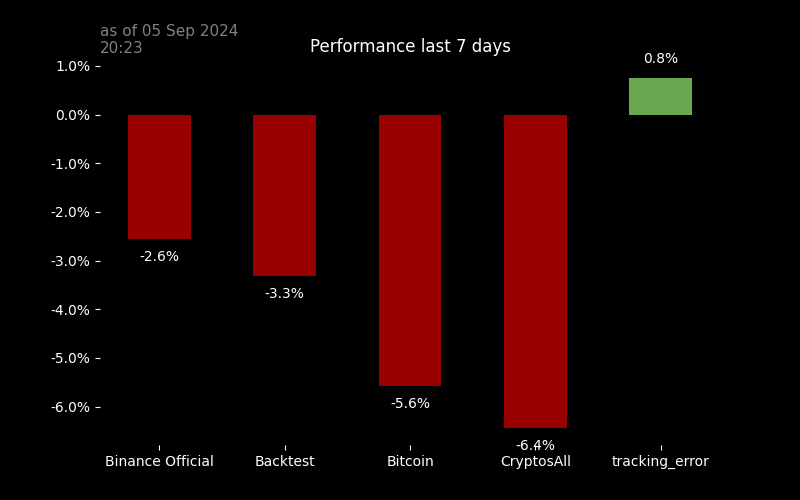 as of 05 Sep 2024
20:23
Performance last 7 days
0.8%
1.0%
0.0%
-1.0%
-2.0%
-2.6%
-3.0%
-3.3%
-4.0%
-5.0%
-5.6%
-6.0%
-6.4%
Binance Official
Backtest
Bitcoin
CryptosAll
tracking_error